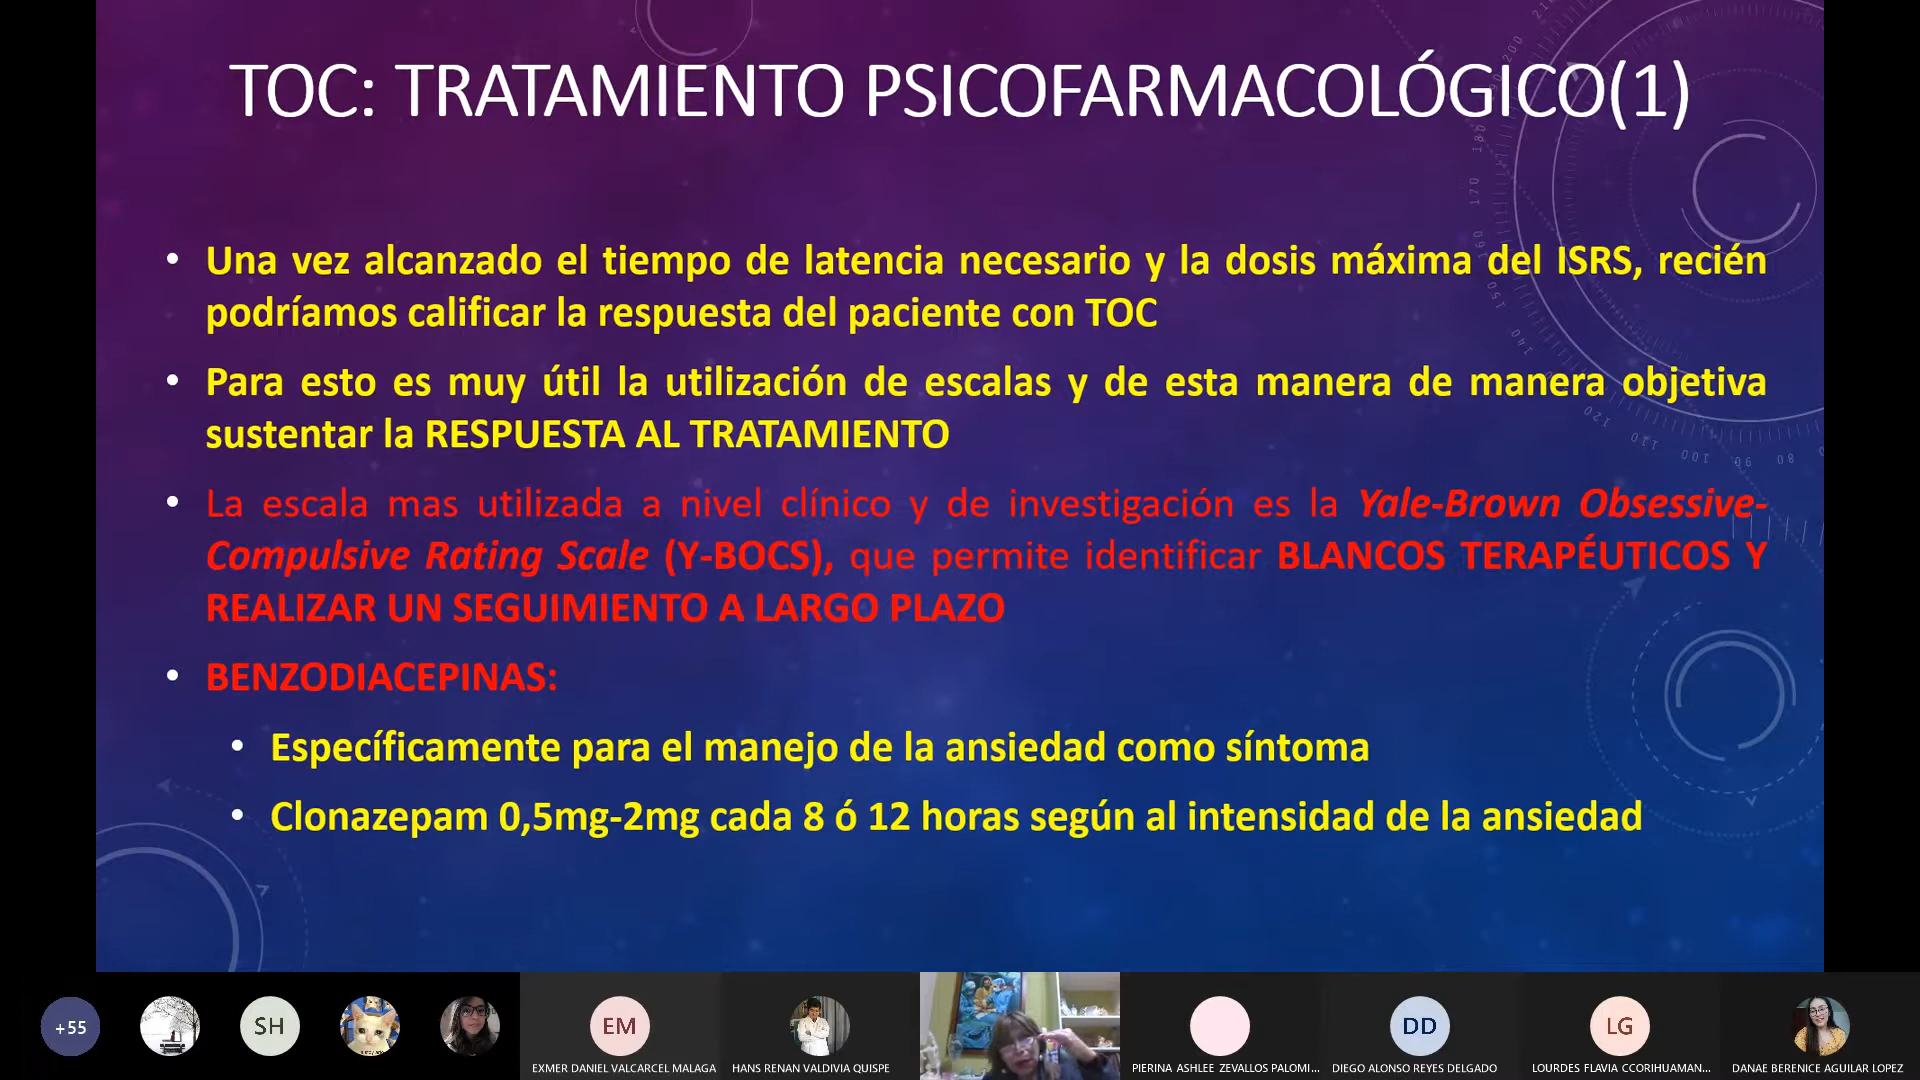 TOC: TRATAMIENTO PSICOFARMACOLÓGICO(1)
• Una vez alcanzado el tiempo de latencia necesario y la dosis máxima del ISRS, recién
podríamos calificar la respuesta del paciente con TOC
• Para esto es muy útil la utilización de escalas y de esta manera de manera objetiva
sustentar la RESPUESTA AL TRATAMIENTO
• La escala mas utilizada a nivel clínico y de investigación es la Yale-Brown Obsessive-
Compulsive Rating Scale (Y-BOCS), que permite identificar BLANCOS TERAPÉUTICOS Y
REALIZAR UN SEGUIMIENTO A LARGO PLAZO
• BENZODIACEPINAS:
• Específicamente para el manejo de la ansiedad como síntoma
• Clonazepam 0,5mg-2mg cada 8 ó 12 horas según al intensidad de la ansiedad
+55
SH
EM
DD
LG
EXMER DANIEL VALCARCEL MALAGA
HANS RENAN VALDIVIA QUISPE
PIERINA ASHLEE ZEVALLOS PALOMI...
DIEGO ALONSO REYES DELGADO
LOURDES FLAVIA CCORIHUAMAN...
DANAE BERENICE AGUILAR LOPEZ